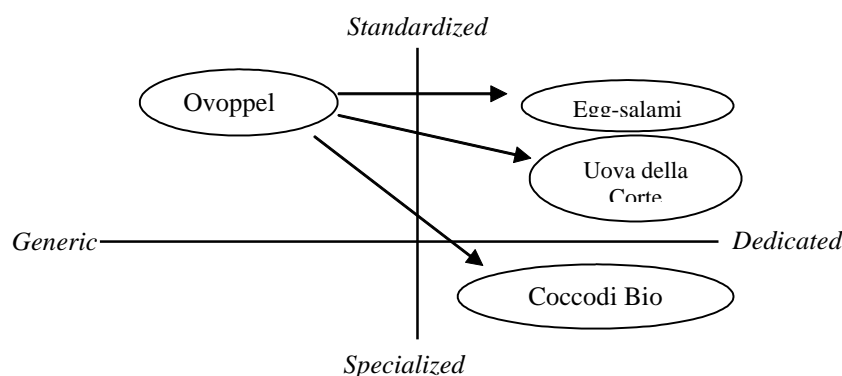 Standardized
Ovoppel
Egg-salami
Uova della
Corte
Generic
Dedicated
Coccodi Bio
Specialized